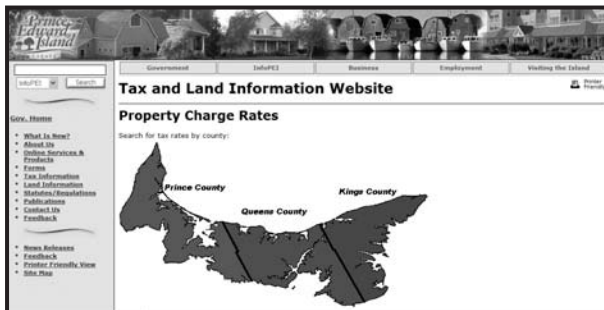 Prince
Edward
Island
Government
InfoPEI
Business
Employment
Visiting the Island
InfoPEI
Search
Printer
Friendly
Tax and Land Information Website
Gov. Home
Property Charge Rates
Search for tax rates by county:
What Is New?
About Us
Online Services &
Products
Forms
Tax Information
Land Information
Statutes/Regulations
Publications
Contact Us
Feedback
News Releases
Feedback
Printer Friendly View
Site Map
Prince County
Queens County
Kings County